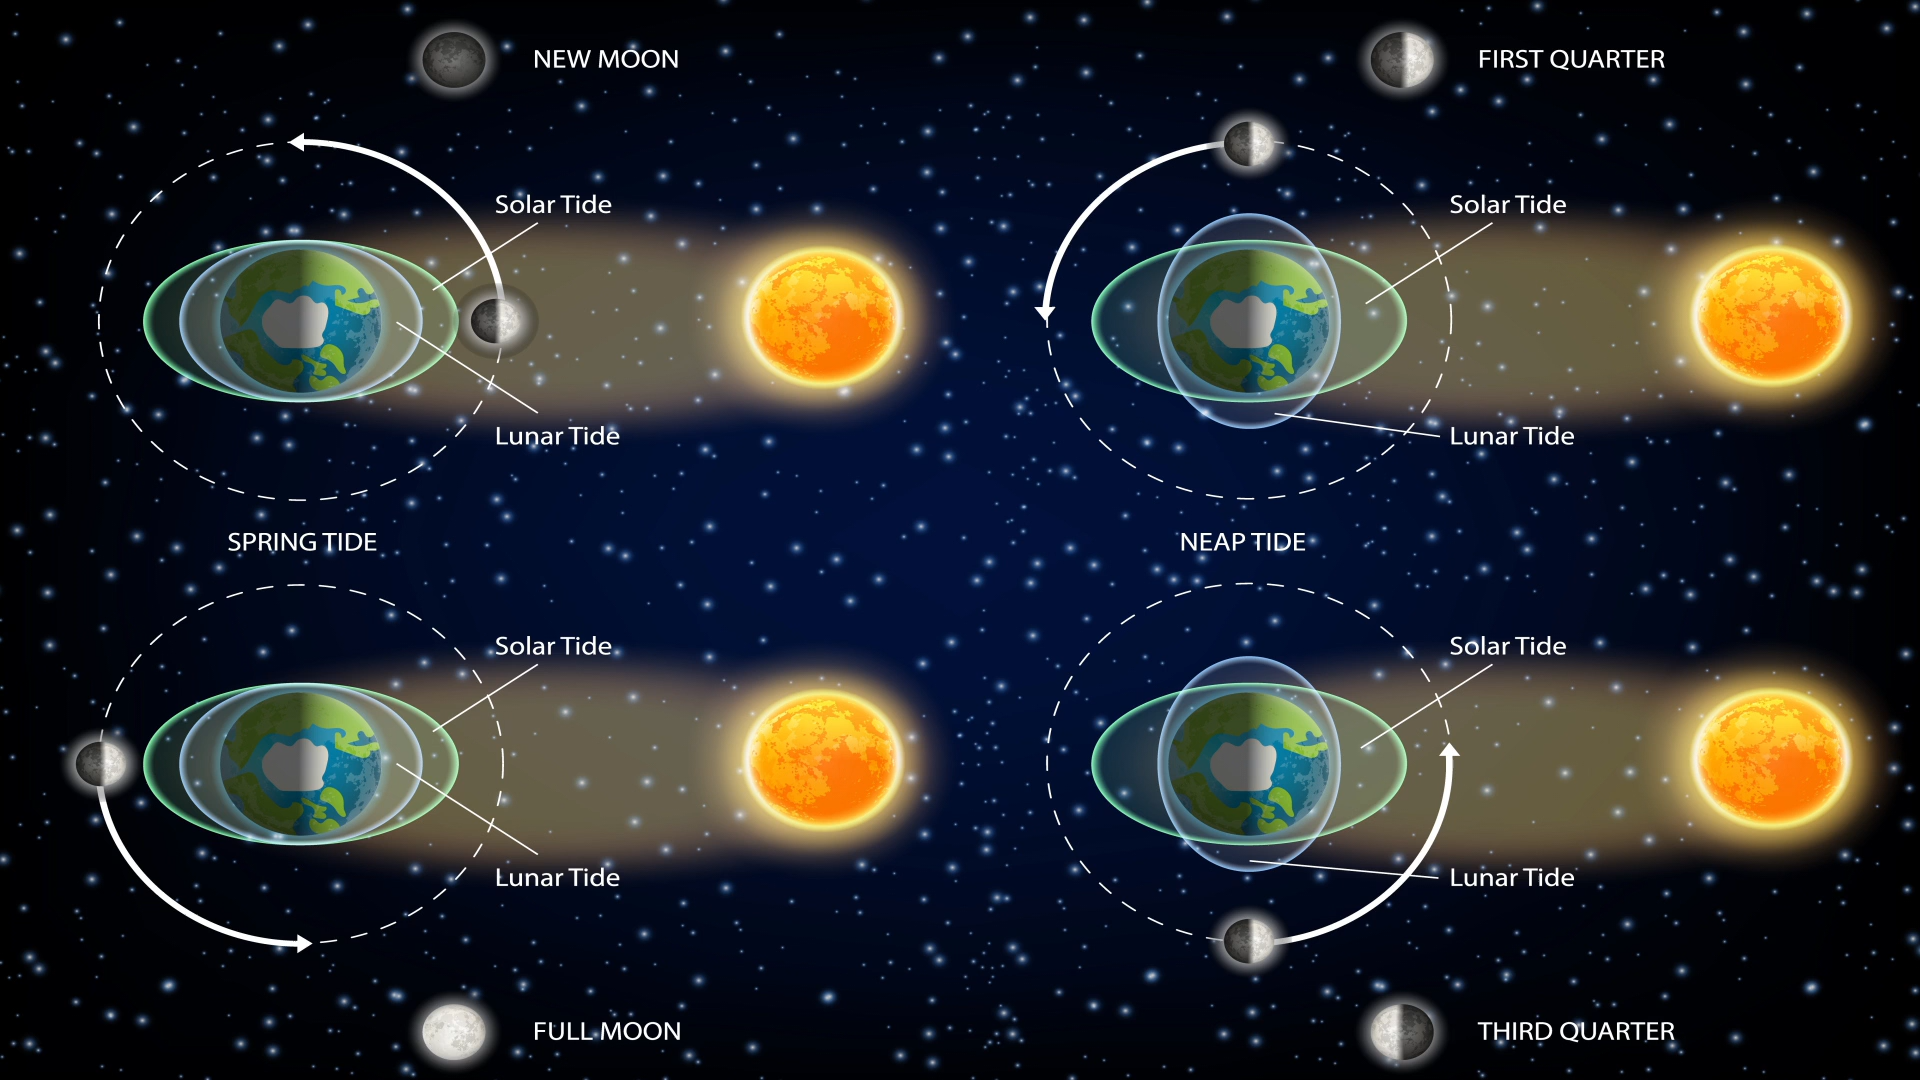 NEW MOON
FIRST QUARTER
Solar Tide
Solar Tide
Lunar Tide
Lunar Tide
SPRING TIDE
NEAP TIDE
Solar Tide
Solar Tide
Lunar Tide
Lunar Tide
FULL MOON
THIRD QUARTER